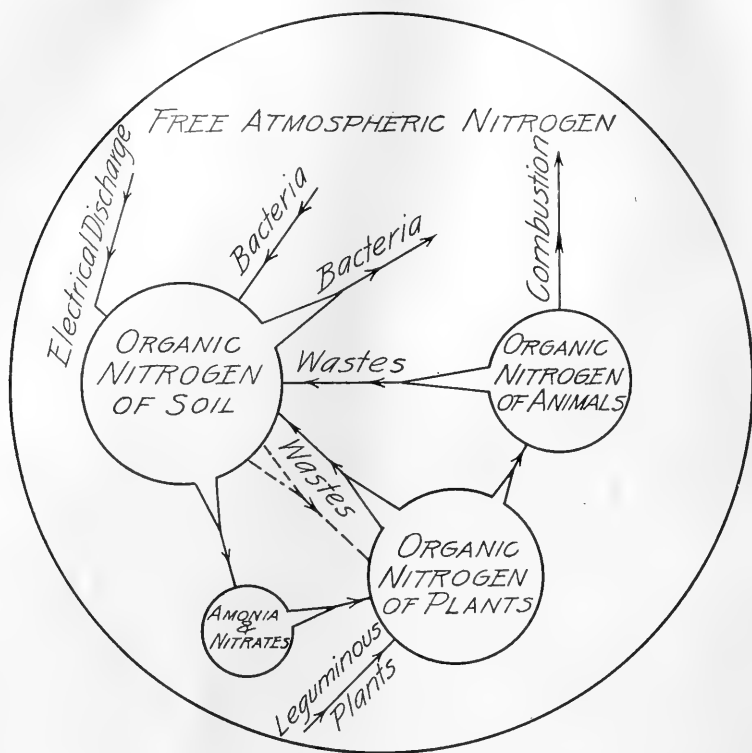 FREE ATMOSPHERIC NITROGEN
Electrical Discharge
Bacteria
Bacteria
Combustion
ORGANIC
NITROGEN
OF SOIL
Wastes
ORGANIC
NITROGEN
OF ANIMALS
Wastes
ORGANIC
NITROGEN
OF PLANTS
AMONIA
&
NITRATES
Leguminous
Plants